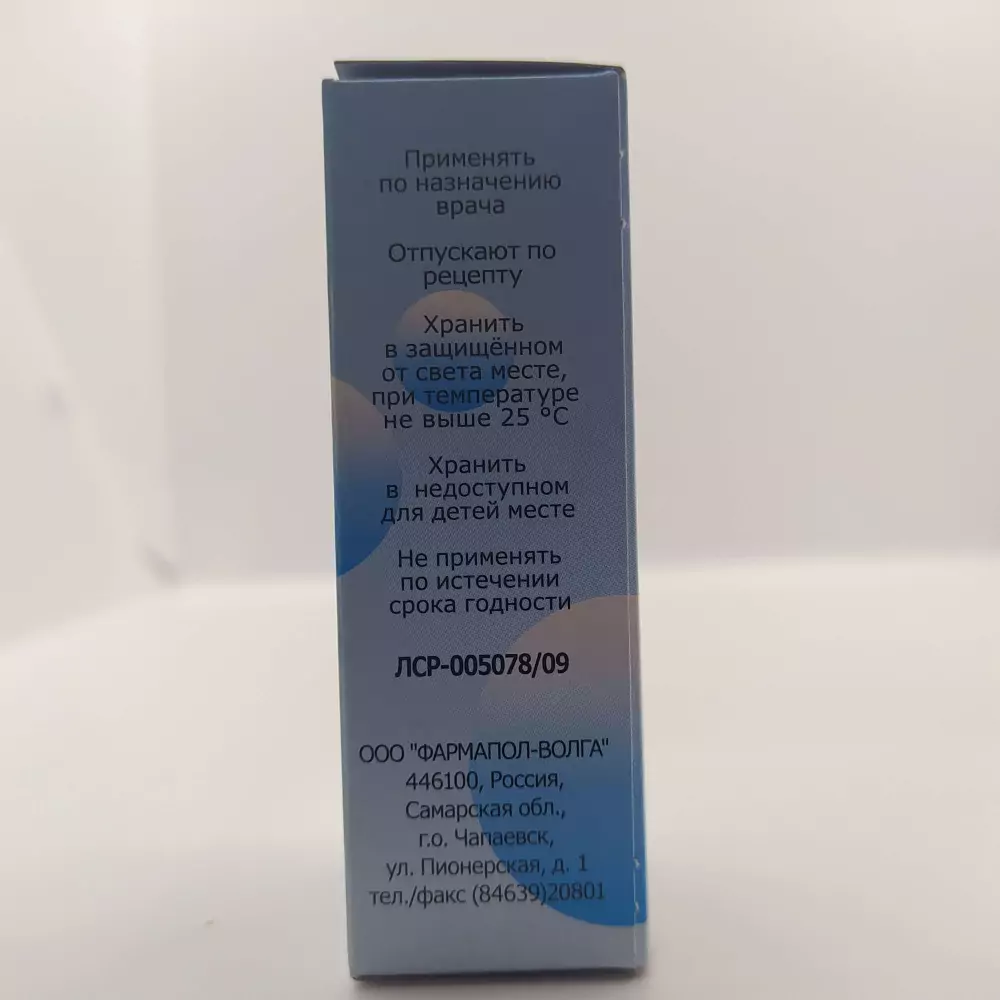 Применять
по назначению
врача
Отпускают по
рецепту
Хранить
в защищённом
от света месте,
при температуре
не выше 25 °С
Хранить
в недоступном
для детей месте
Не применять
по истечении
срока годности
ЛСР-005078/09
ООО "ФАРМАПОЛ-ВОЛГА"
446100, Россия,
Самарская обл.,
г.о. Чапаевск,
ул. Пионерская, д. 1
тел./факс (84639)20801